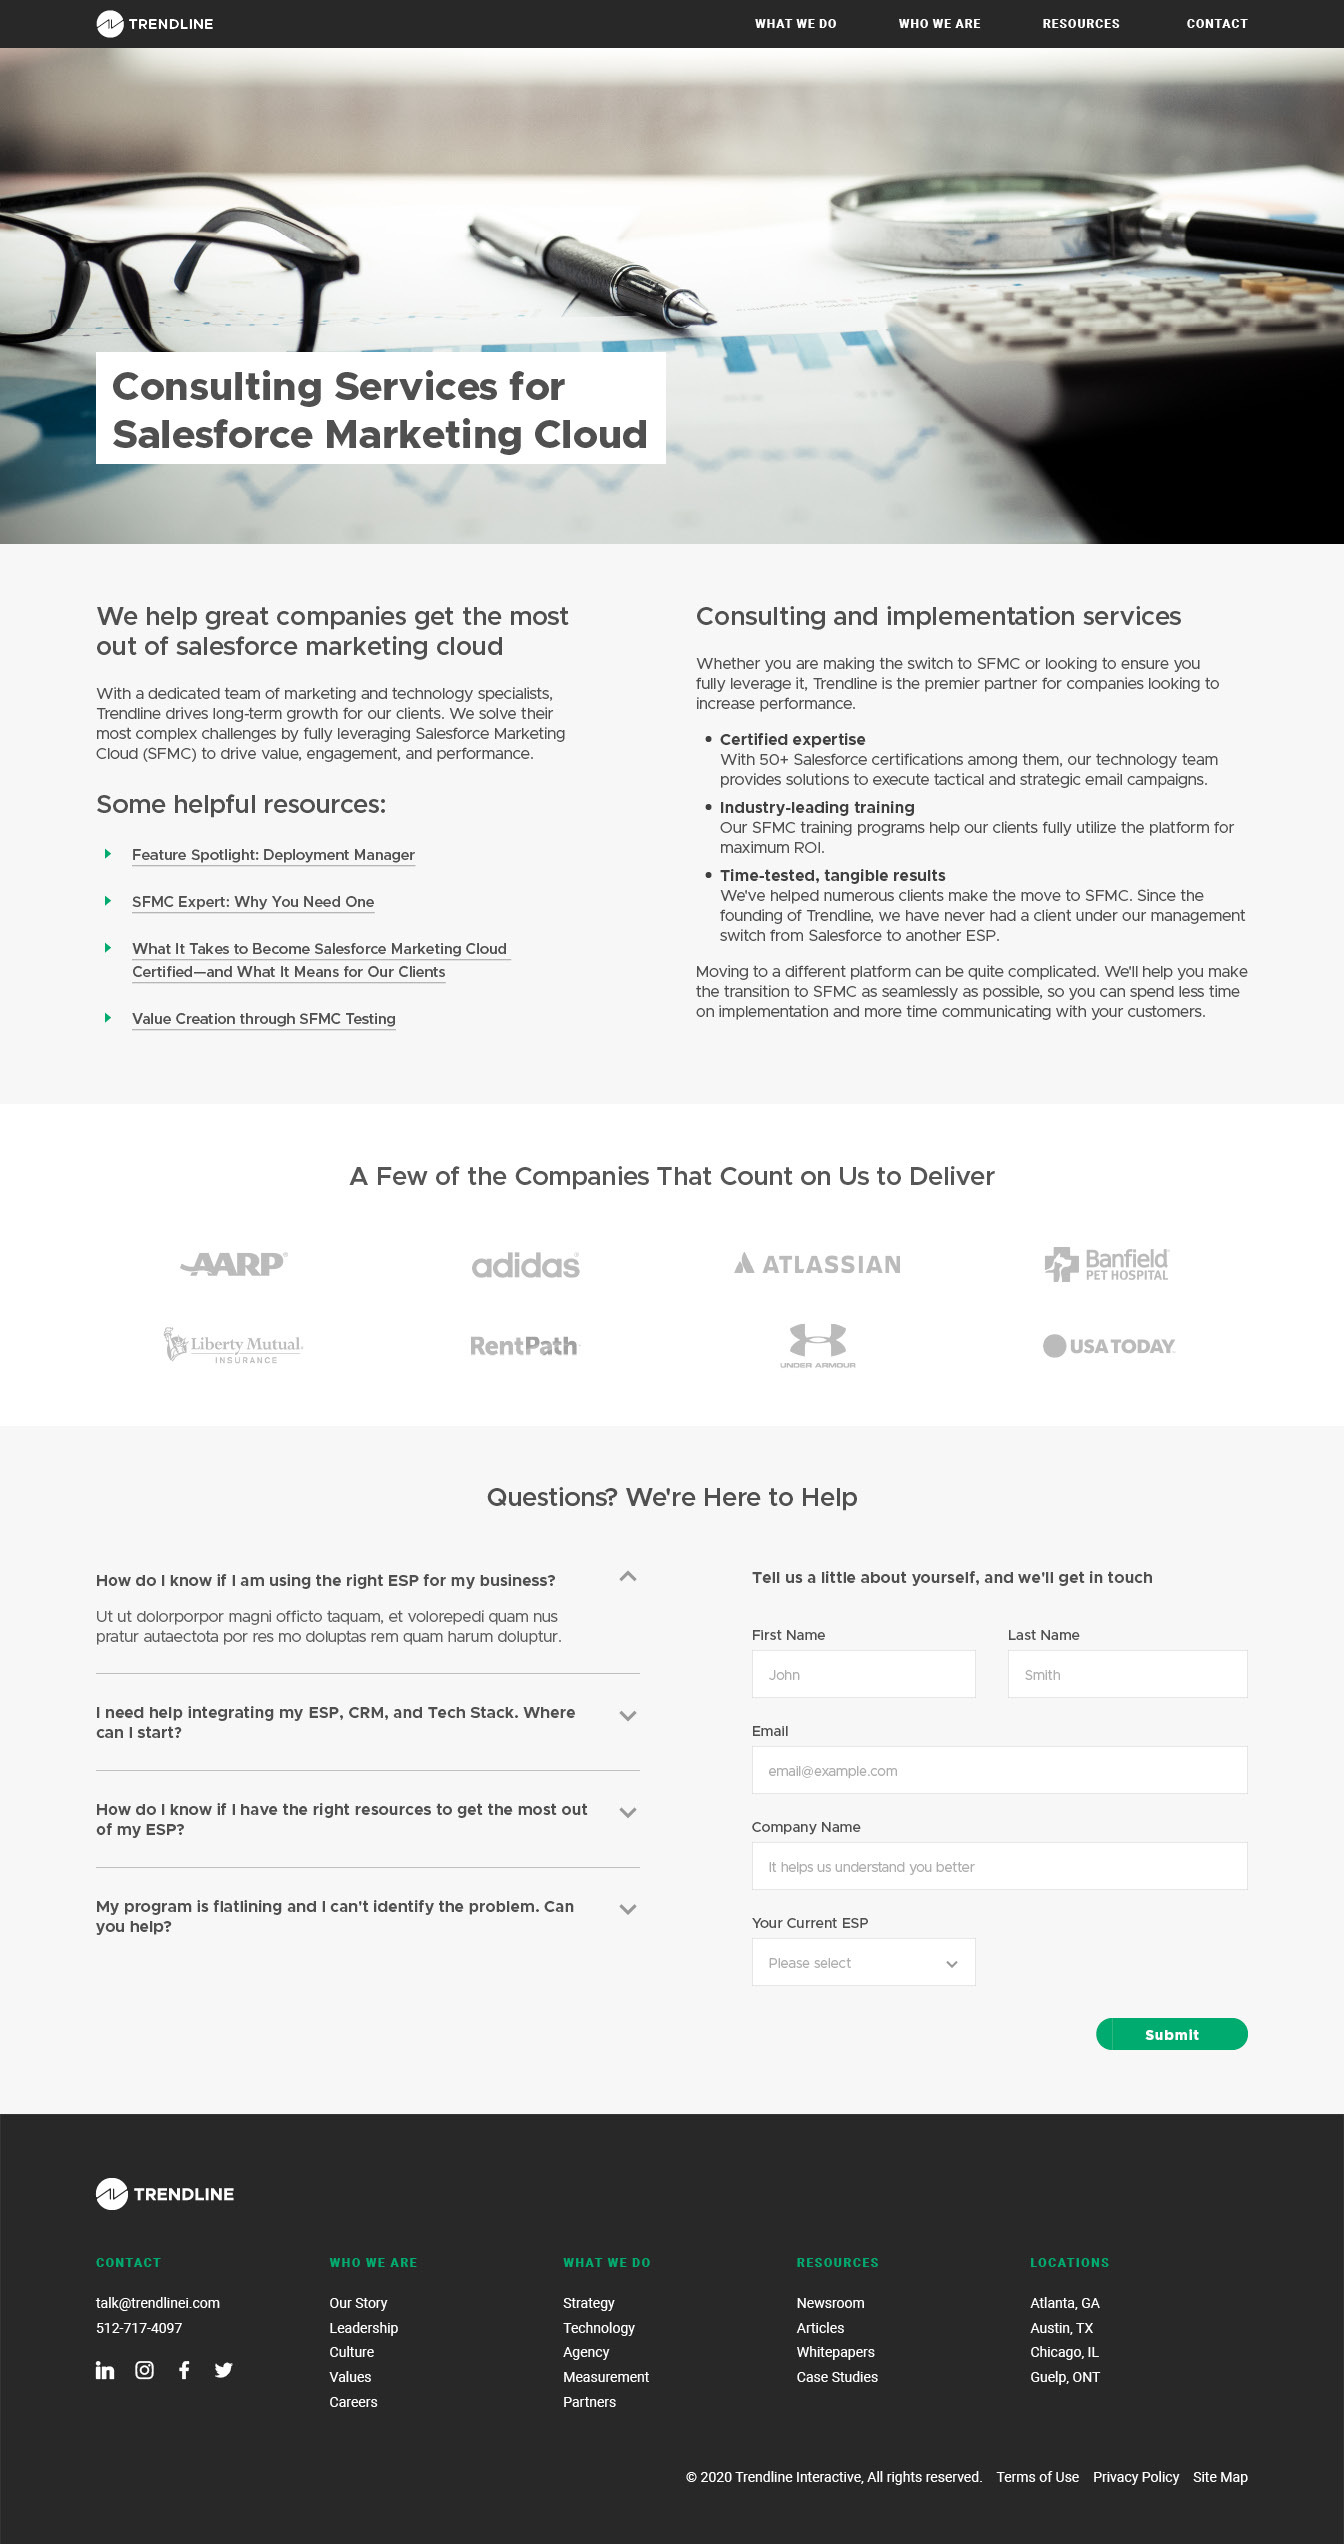 TRENDLINE
WHAT WE DO
WHO WE ARE
RESOURCES
CONTACT
Consulting Services for
Salesforce Marketing Cloud
We help great companies get the most
out of salesforce marketing cloud
With a dedicated team of marketing and technology specialists,
Trendline drives long-term growth for our clients. We solve their
most complex challenges by fully leveraging Salesforce Marketing
Cloud (SFMC) to drive value, engagement, and performance.
Some helpful resources:
Feature Spotlight: Deployment Manager
SFMC Expert: Why You Need One
What It Takes to Become Salesforce Marketing Cloud
Certified—and What It Means for Our Clients
Value Creation through SFMC Testing
Consulting and implementation services
Whether you are making the switch to SFMC or looking to ensure you
fully leverage it, Trendline is the premier partner for companies looking to
increase performance.
• Certified expertise
With 50+ Salesforce certifications among them, our technology team
provides solutions to execute tactical and strategic email campaigns.
• Industry-leading training
Our SFMC training programs help our clients fully utilize the platform for
maximum ROI.
• Time-tested, tangible results
We've helped numerous clients make the move to SFMC. Since the
founding of Trendline, we have never had a client under our management
switch from Salesforce to another ESP.
Moving to a different platform can be quite complicated. We'll help you make
the transition to SFMC as seamlessly as possible, so you can spend less time
on implementation and more time communicating with your customers.
A Few of the Companies That Count on Us to Deliver
AARP®
adidas
ATLASSIAN
Banfield
PET HOSPITAL
Liberty Mutual.
INSURANCE
RentPath
UNDER ARMOUR
USA TODAY
Questions? We're Here to Help
How do I know if I am using the right ESP for my business?
Ut ut dolorporpor magni officto taquam, et volorepedi quam nus
pratur autaectota por res mo doluptas rem quam harum doluptur.
I need help integrating my ESP, CRM, and Tech Stack. Where
can I start?
How do I know if I have the right resources to get the most out
of my ESP?
My program is flatlining and I can't identify the problem. Can
you help?
Tell us a little about yourself, and we'll get in touch
First Name
Last Name
John
Smith
Email
email@example.com
Company Name
It helps us understand you better
Your Current ESP
Please select
Submit
TRENDLINE
CONTACT
talk@trendlinei.com
512-717-4097
WHO WE ARE
Our Story
Leadership
Culture
Values
Careers
WHAT WE DO
Strategy
Technology
Agency
Measurement
Partners
RESOURCES
Newsroom
Articles
Whitepapers
Case Studies
LOCATIONS
Atlanta, GA
Austin, TX
Chicago, IL
Guelp, ONT
© 2020 Trendline Interactive, All rights reserved. Terms of Use Privacy Policy Site Map